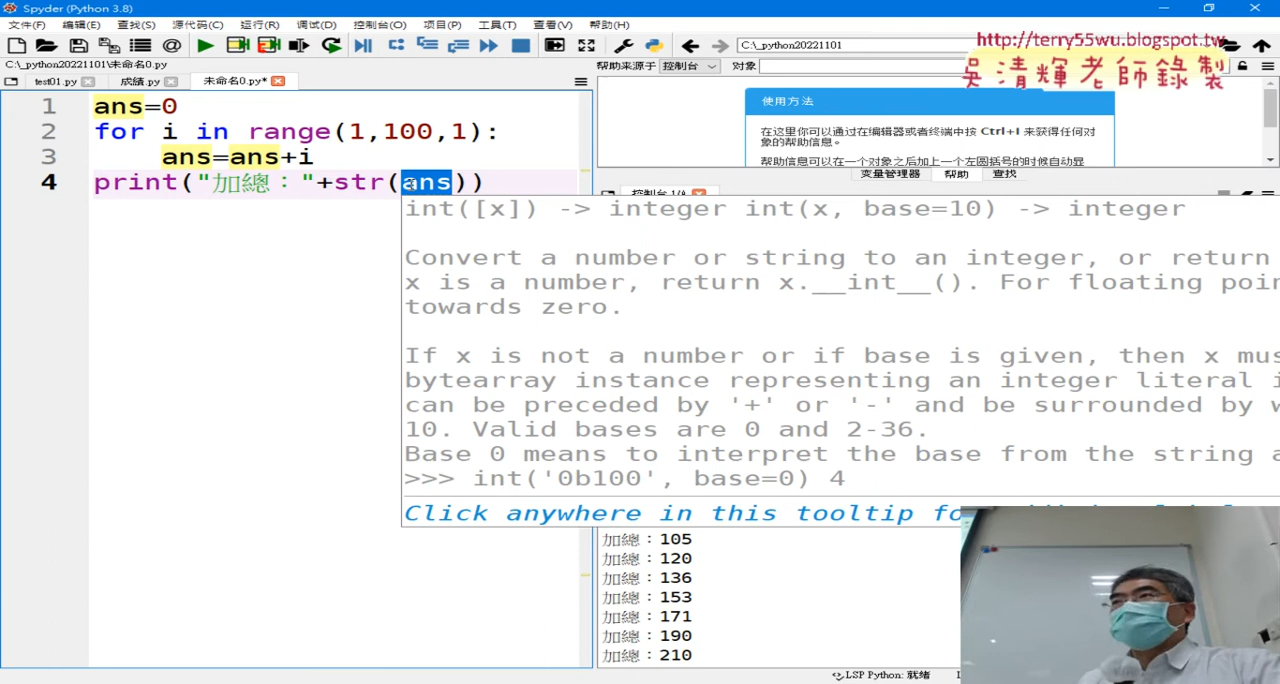 Spyder (Python 3.8)
文件(F) 编辑(E) 查找(S) 源代码(C) 运行(R) 调试(D) 控制台(O) 项目(P) 工具(T) 查看(V) 帮助(H)
C:\_python20221101
http://terry55wu.blogspot.tw
吳清輝老師錄製
C:\_python20221101\未命名0.py
帮助来源于 控制台 对象
test01.py 成績.py 未命名0.py*
1 ans=0
2 for i in range(1,100,1):
3 ans=ans+i
4 print("加總："+str(ans))
使用方法
在这里你可以通过在编辑器或者终端中按 Ctrl+I 来获得任何对
象的帮助信息。
帮助信息可以在一个对象之后加上一个左圆括号的时候自动显
变量管理器 帮助 查找
控制台 1/A
int([x]) -> integer int(x, base=10) -> integer
Convert a number or string to an integer, or return
x is a number, return x.__int__(). For floating poin
towards zero.
If x is not a number or if base is given, then x mus
bytearray instance representing an integer literal i
can be preceded by '+' or '-' and be surrounded by w
10. Valid bases are 0 and 2-36.
Base 0 means to interpret the base from the string a
>>> int('0b100', base=0) 4
Click anywhere in this tooltip fo
加總：105
加總：120
加總：136
加總：153
加總：171
加總：190
加總：210
LSP Python: 就绪